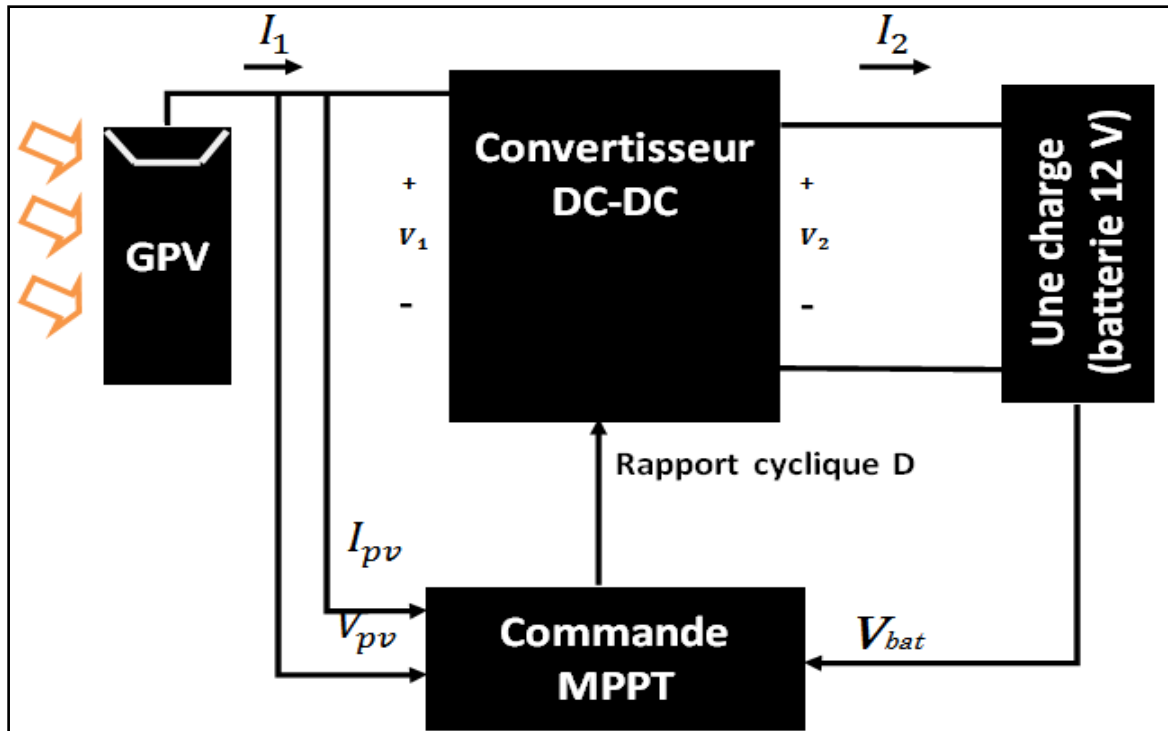 I₁
I₂
GPV
Convertisseur
DC-DC
+
V₁
-
+
V₂
-
Une charge
(batterie 12 V)
Rapport cyclique D
Ipv
Vpv
Commande
MPPT
Vbat